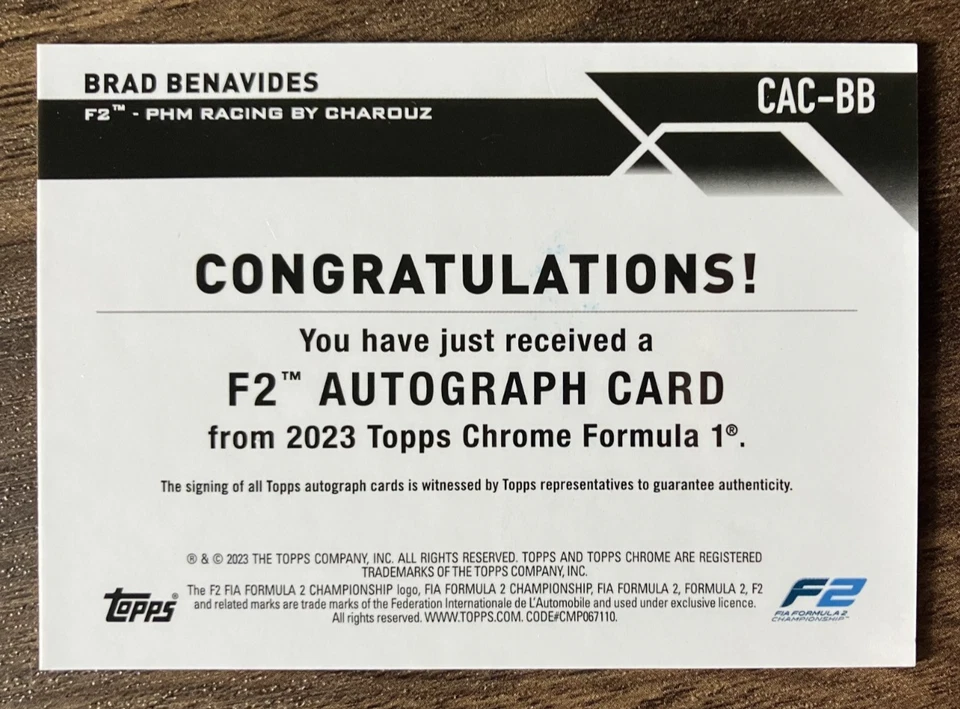 BRAD BENAVIDES
F2™ - PHM RACING BY CHAROUZ
CAC-BB
CONGRATULATIONS!
You have just received a
F2™ AUTOGRAPH CARD
from 2023 Topps Chrome Formula 1®.
The signing of all Topps autograph cards is witnessed by Topps representatives to guarantee authenticity.
® & © 2023 THE TOPPS COMPANY, INC. ALL RIGHTS RESERVED. TOPPS AND TOPPS CHROME ARE REGISTERED
TRADEMARKS OF THE TOPPS COMPANY, INC.
The F2 FIA FORMULA 2 CHAMPIONSHIP logo, FIA FORMULA 2 CHAMPIONSHIP, FIA FORMULA 2, FORMULA 2, F2
and related marks are trade marks of the Federation Internationale de L'Automobile and used under exclusive licence.
All rights reserved. WWW.TOPPS.COM. CODE#CMP067110.
topps®
F2
FIA FORMULA 2
CHAMPIONSHIP™